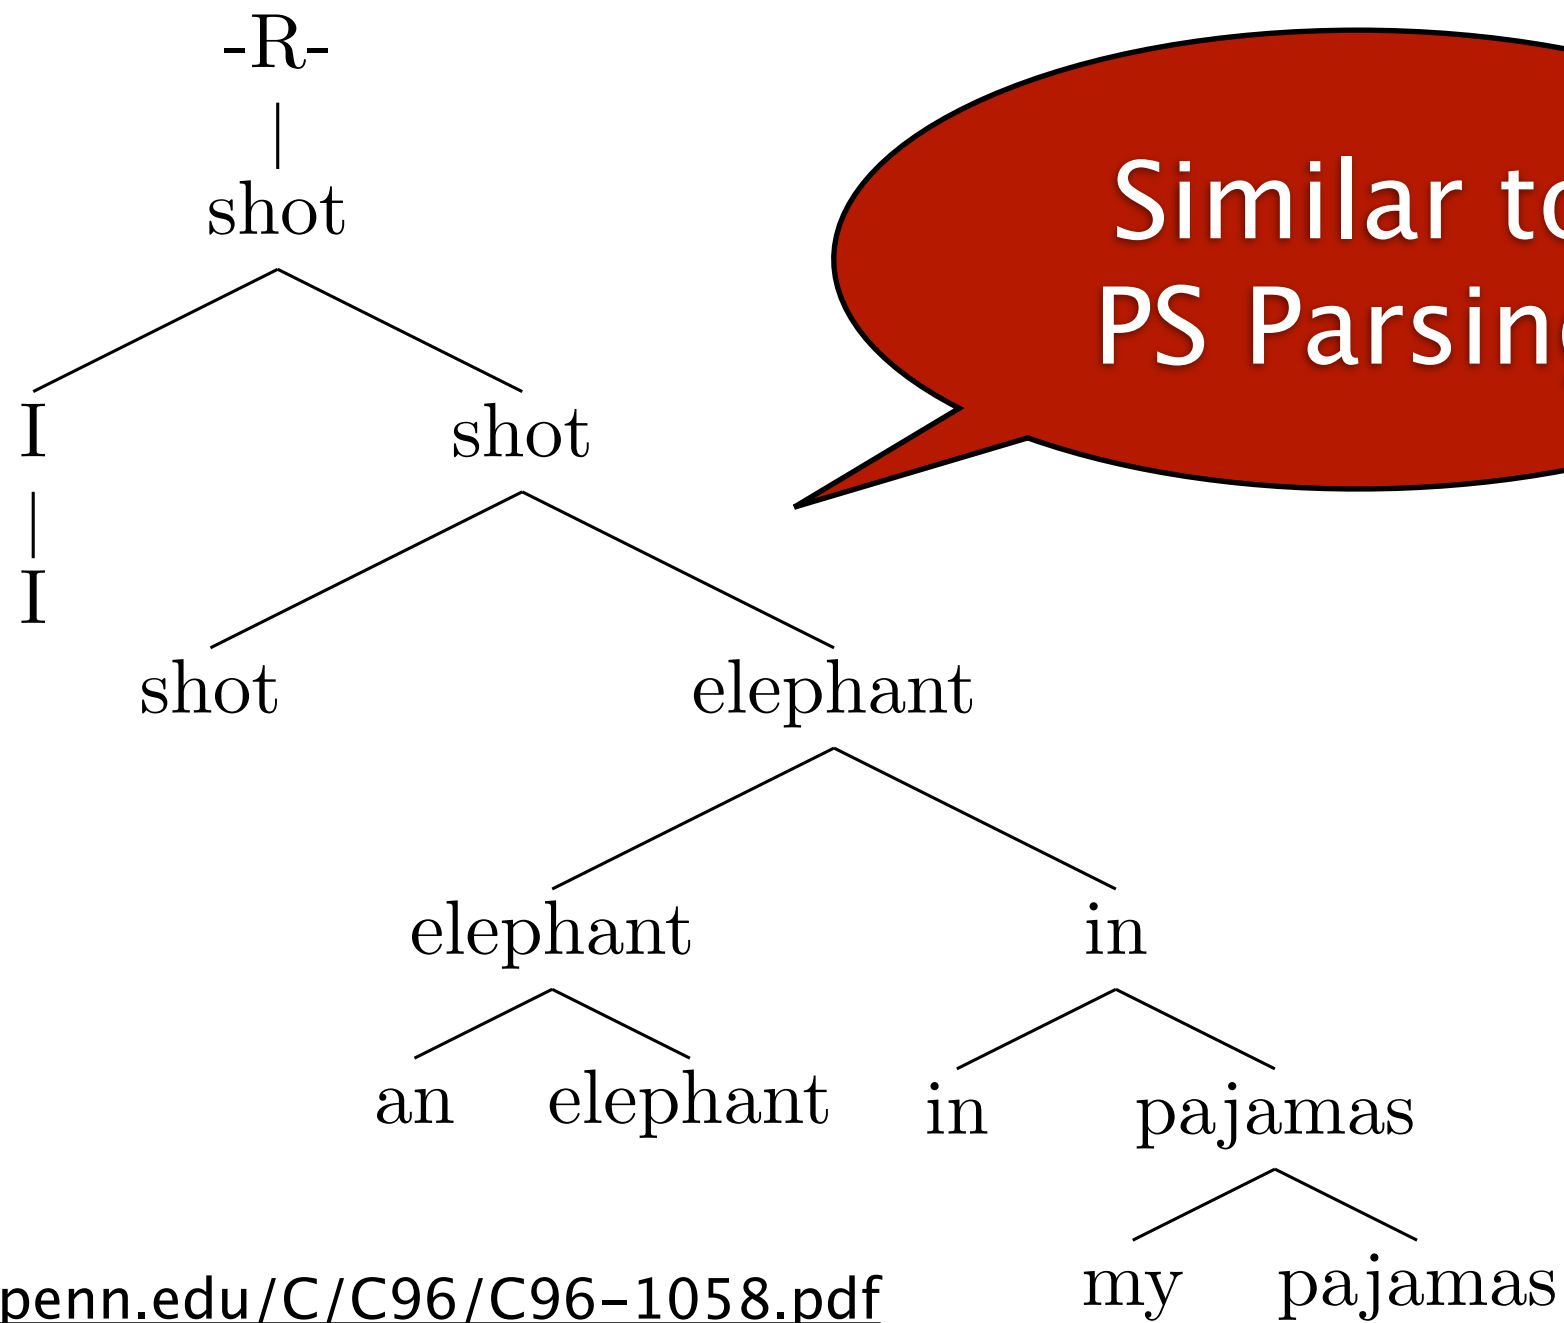 -R-
shot
Similar to
PS Parsing
I shot
I
shot elephant
elephant in
an elephant in pajamas
my pajamas
penn.edu/C/C96/C96-1058.pdf